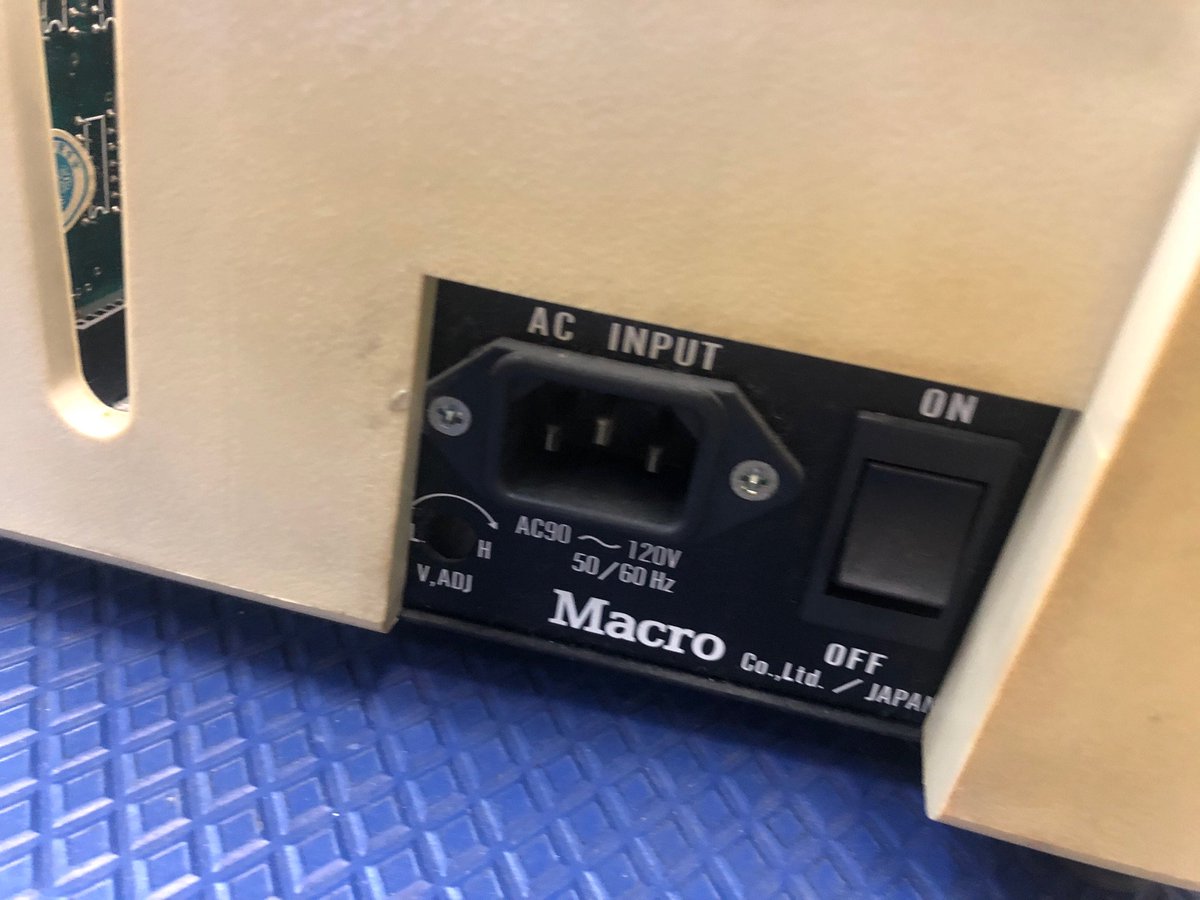 AC INPUT
ON
AC90〜120V
50/60 Hz
L
H
V,ADJ
Macro Co.,Ltd. / JAPAN
OFF